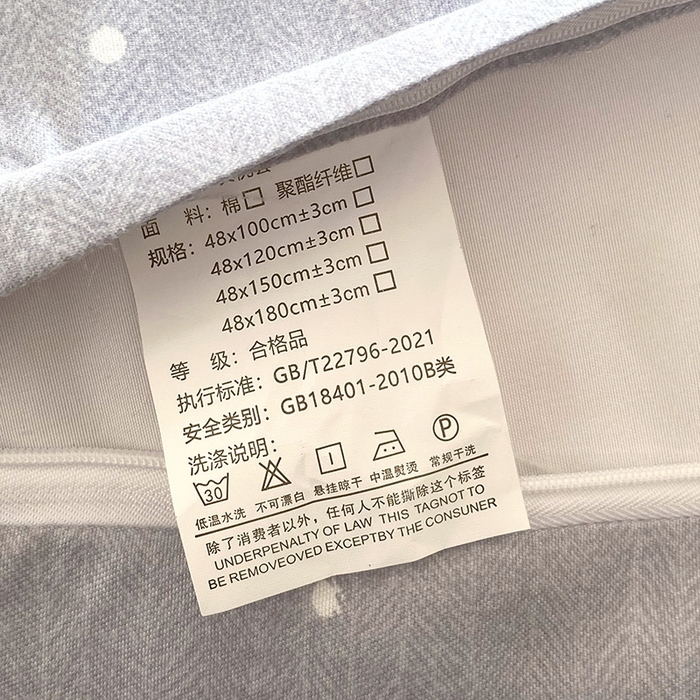 面 料：棉□ 聚酯纤维□
规格：48x100cm±3cm□
48x120cm±3cm□
48x150cm±3cm□
48x180cm±3cm□
等 级：合格品
执行标准：GB/T22796-2021
安全类别：GB18401-2010B类
洗涤说明：
30 P
低温水洗 不可漂白 悬挂晾干 中温熨烫 常规干洗
除了消费者以外，任何人不能撕除这个标签
UNDERPENALTY OF LAW THIS TAGNOT TO
BE REMOVEOVED EXCEPTBY THE CONSUNER